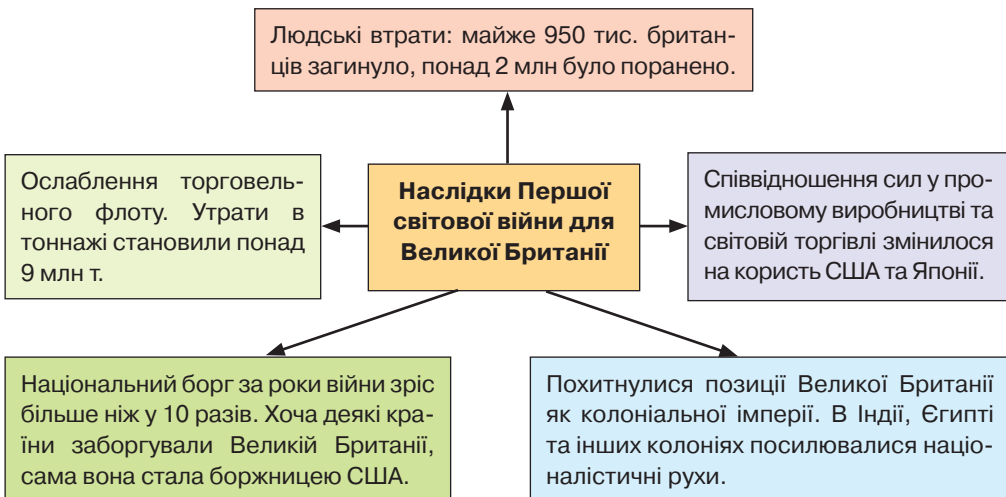 Людські втрати: майже 950 тис. британ-
ців загинуло, понад 2 млн було поранено.
Ослаблення торговель-
ного флоту. Утрати в
тоннажі становили понад
9 млн т.
Наслідки Першої
світової війни для
Великої Британії
Співвідношення сил у про-
мисловому виробництві та
світовій торгівлі змінилося
на користь США та Японії.
Національний борг за роки війни зріс
більше ніж у 10 разів. Хоча деякі кра-
їни заборгували Великій Британії,
сама вона стала боржницею США.
Похитнулися позиції Великої Британії
як колоніальної імперії. В Індії, Єгипті
та інших колоніях посилювалися націо-
налістичні рухи.